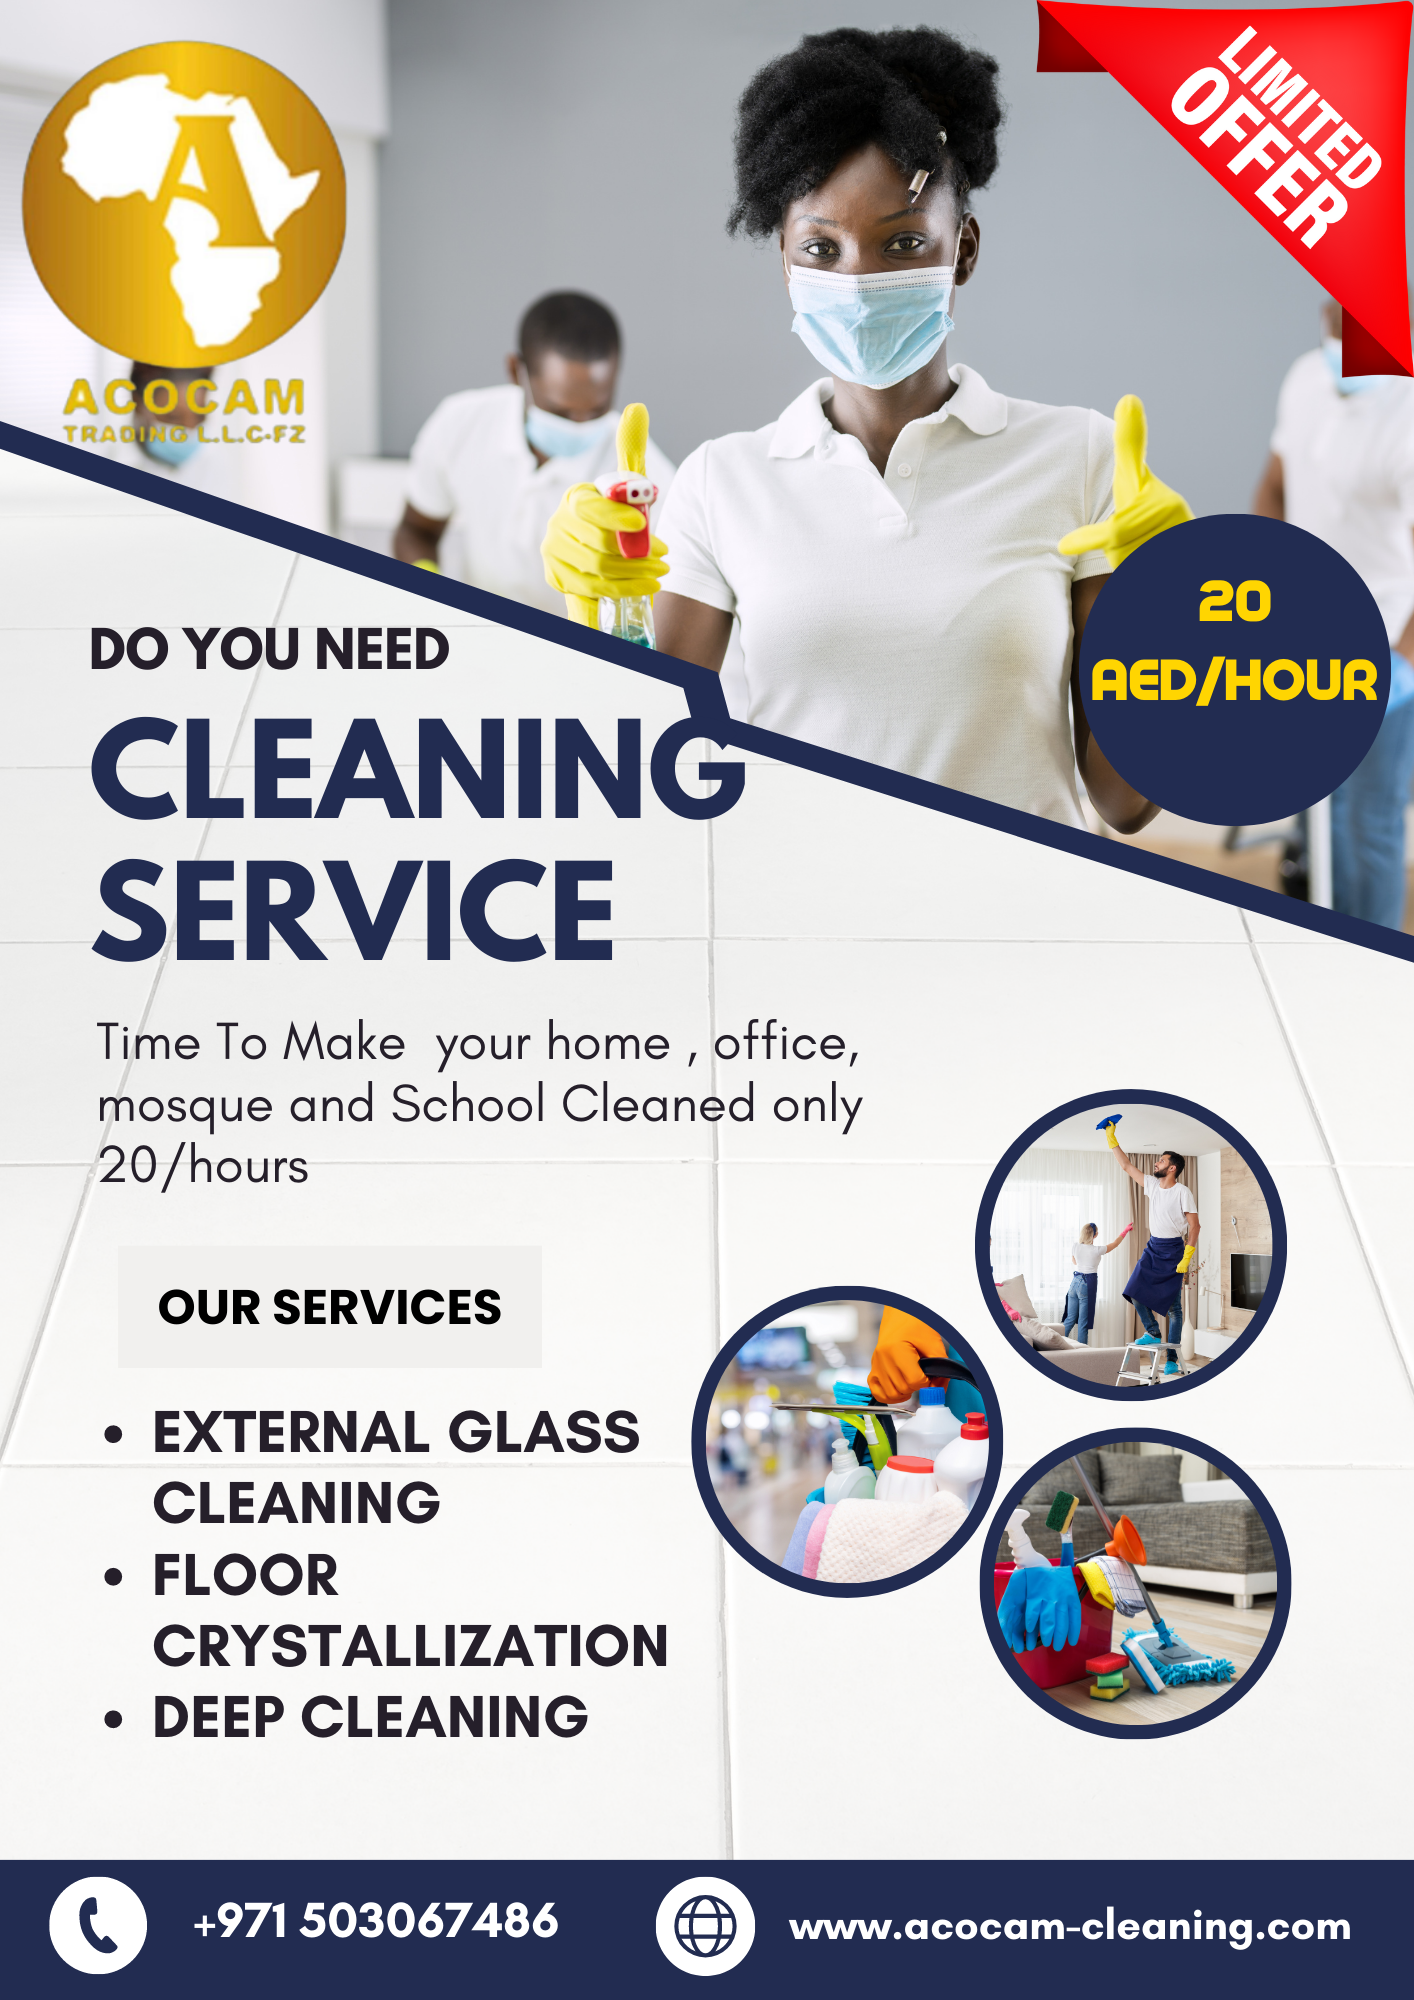 LIMITED
OFFER
A
ACOCAM
TRADING L.L.C-FZ
20
AED/HOUR
DO YOU NEED
CLEANING
SERVICE
Time To Make  your home , office,
mosque and School Cleaned only
20/hours
OUR SERVICES
• EXTERNAL GLASS
CLEANING
• FLOOR
CRYSTALLIZATION
• DEEP CLEANING
+971 503067486
www.acocam-cleaning.com